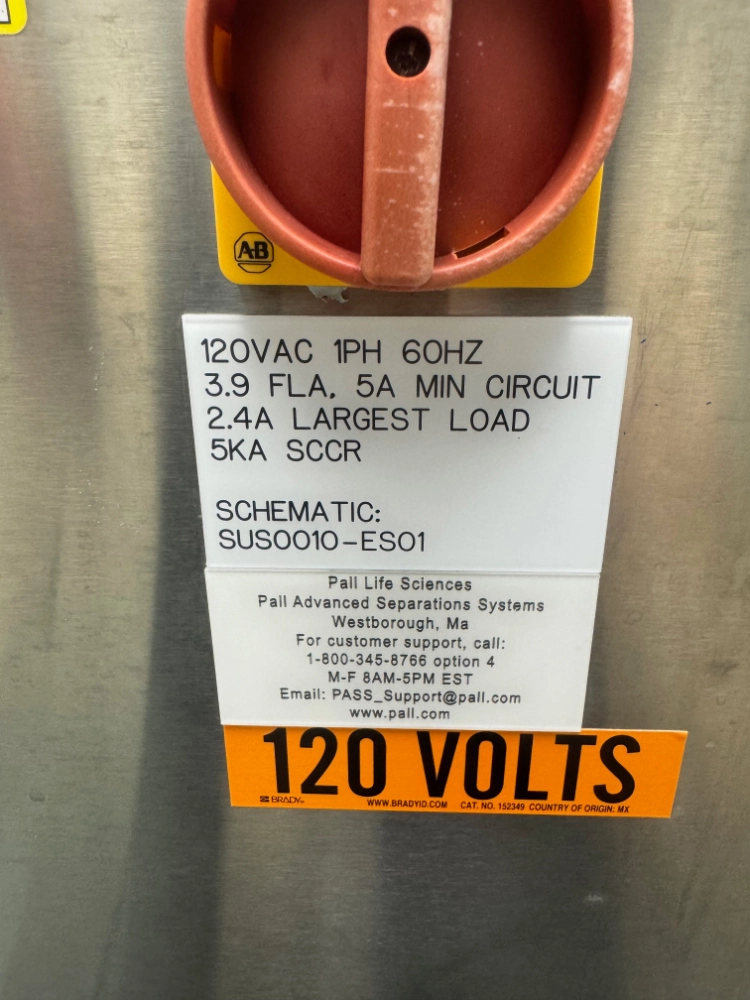 A-B
120VAC 1PH 60HZ
3.9 FLA, 5A MIN CIRCUIT
2.4A LARGEST LOAD
5KA SCCR
SCHEMATIC:
SUS0010-ES01
Pall Life Sciences
Pall Advanced Separations Systems
Westborough, Ma
For customer support, call:
1-800-345-8766 option 4
M-F 8AM-5PM EST
Email: PASS_Support@pall.com
www.pall.com
120 VOLTS
BRADY® WWW.BRADYID.COM CAT. NO. 152349 COUNTRY OF ORIGIN: MX